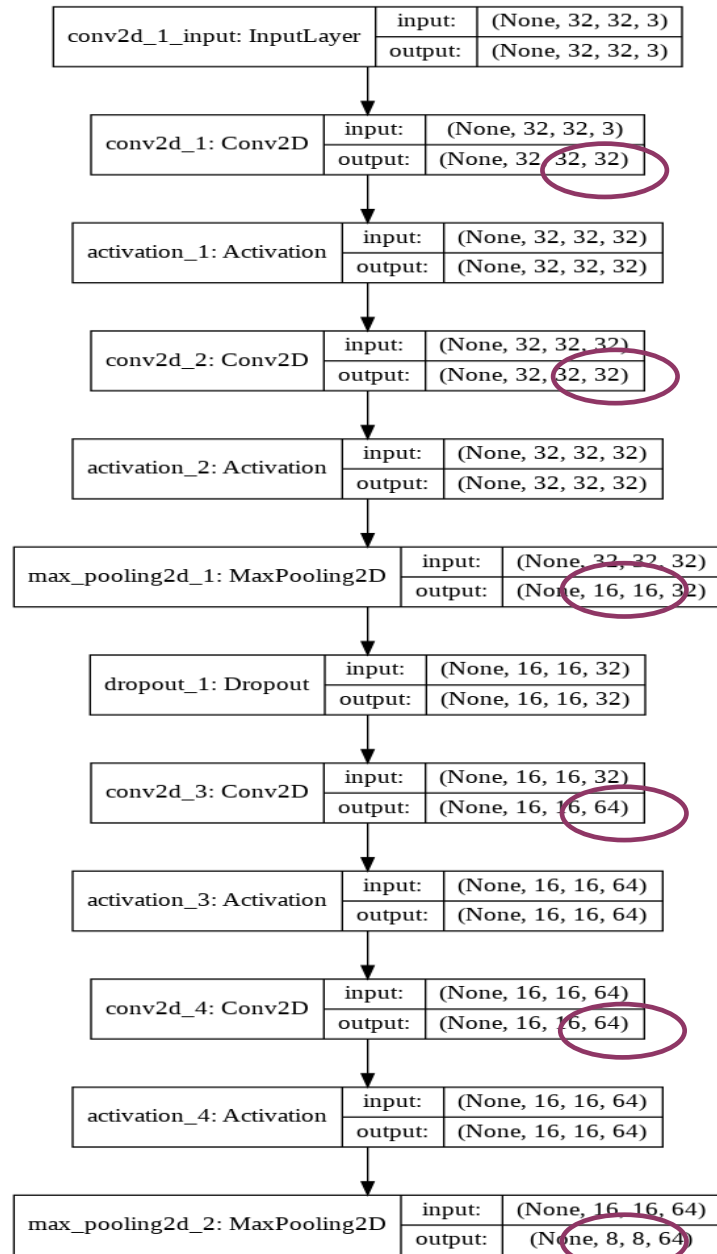 conv2d_1_input: InputLayer
input: (None, 32, 32, 3)
output: (None, 32, 32, 3)
conv2d_1: Conv2D
input: (None, 32, 32, 3)
output: (None, 32, 32, 32)
activation_1: Activation
input: (None, 32, 32, 32)
output: (None, 32, 32, 32)
conv2d_2: Conv2D
input: (None, 32, 32, 32)
output: (None, 32, 32, 32)
activation_2: Activation
input: (None, 32, 32, 32)
output: (None, 32, 32, 32)
max_pooling2d_1: MaxPooling2D
input: (None, 32, 32, 32)
output: (None, 16, 16, 32)
dropout_1: Dropout
input: (None, 16, 16, 32)
output: (None, 16, 16, 32)
conv2d_3: Conv2D
input: (None, 16, 16, 32)
output: (None, 16, 16, 64)
activation_3: Activation
input: (None, 16, 16, 64)
output: (None, 16, 16, 64)
conv2d_4: Conv2D
input: (None, 16, 16, 64)
output: (None, 16, 16, 64)
activation_4: Activation
input: (None, 16, 16, 64)
output: (None, 16, 16, 64)
max_pooling2d_2: MaxPooling2D
input: (None, 16, 16, 64)
output: (None, 8, 8, 64)